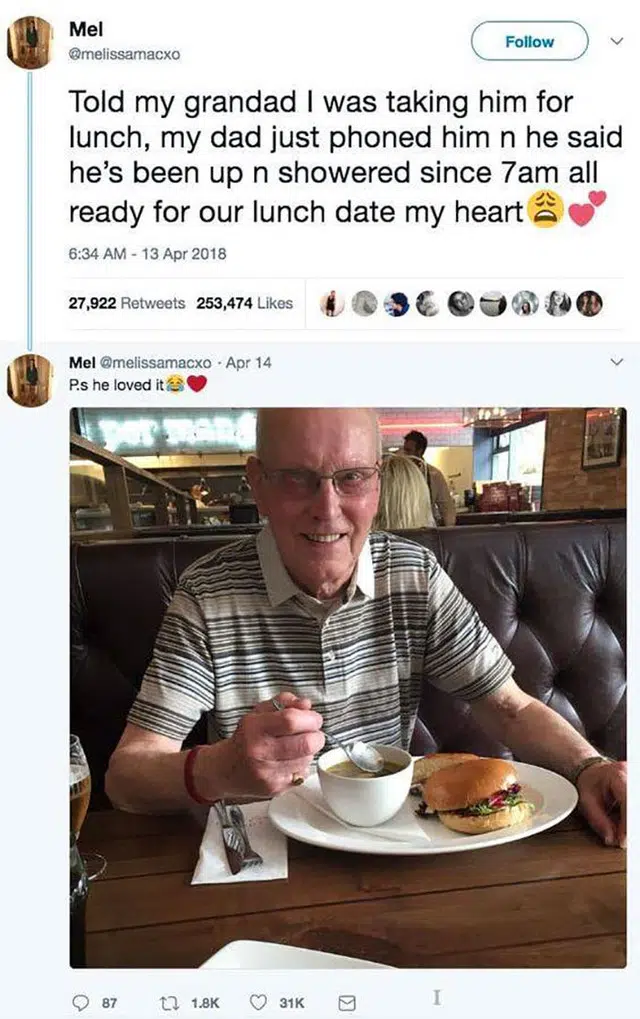 Mel
@melissamacxo
Follow
Told my grandad I was taking him for
lunch, my dad just phoned him n he said
he's been up n showered since 7am all
ready for our lunch date my heart😩💕
6:34 AM - 13 Apr 2018
27,922 Retweets 253,474 Likes
Mel @melissamacxo · Apr 14
P.s he loved it😂❤️
87 1.8K 31K